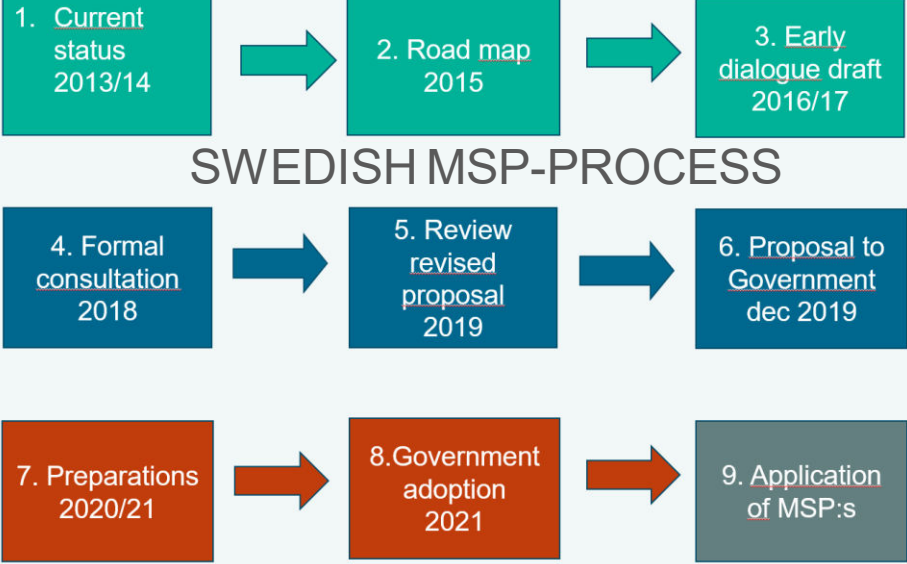 1. Current
status
2013/14
2. Road map
2015
3. Early
dialogue draft
2016/17
SWEDISH MSP-PROCESS
4. Formal
consultation
2018
5. Review
revised
proposal
2019
6. Proposal to
Government
dec 2019
7. Preparations
2020/21
8.Government
adoption
2021
9. Application
of MSP:s